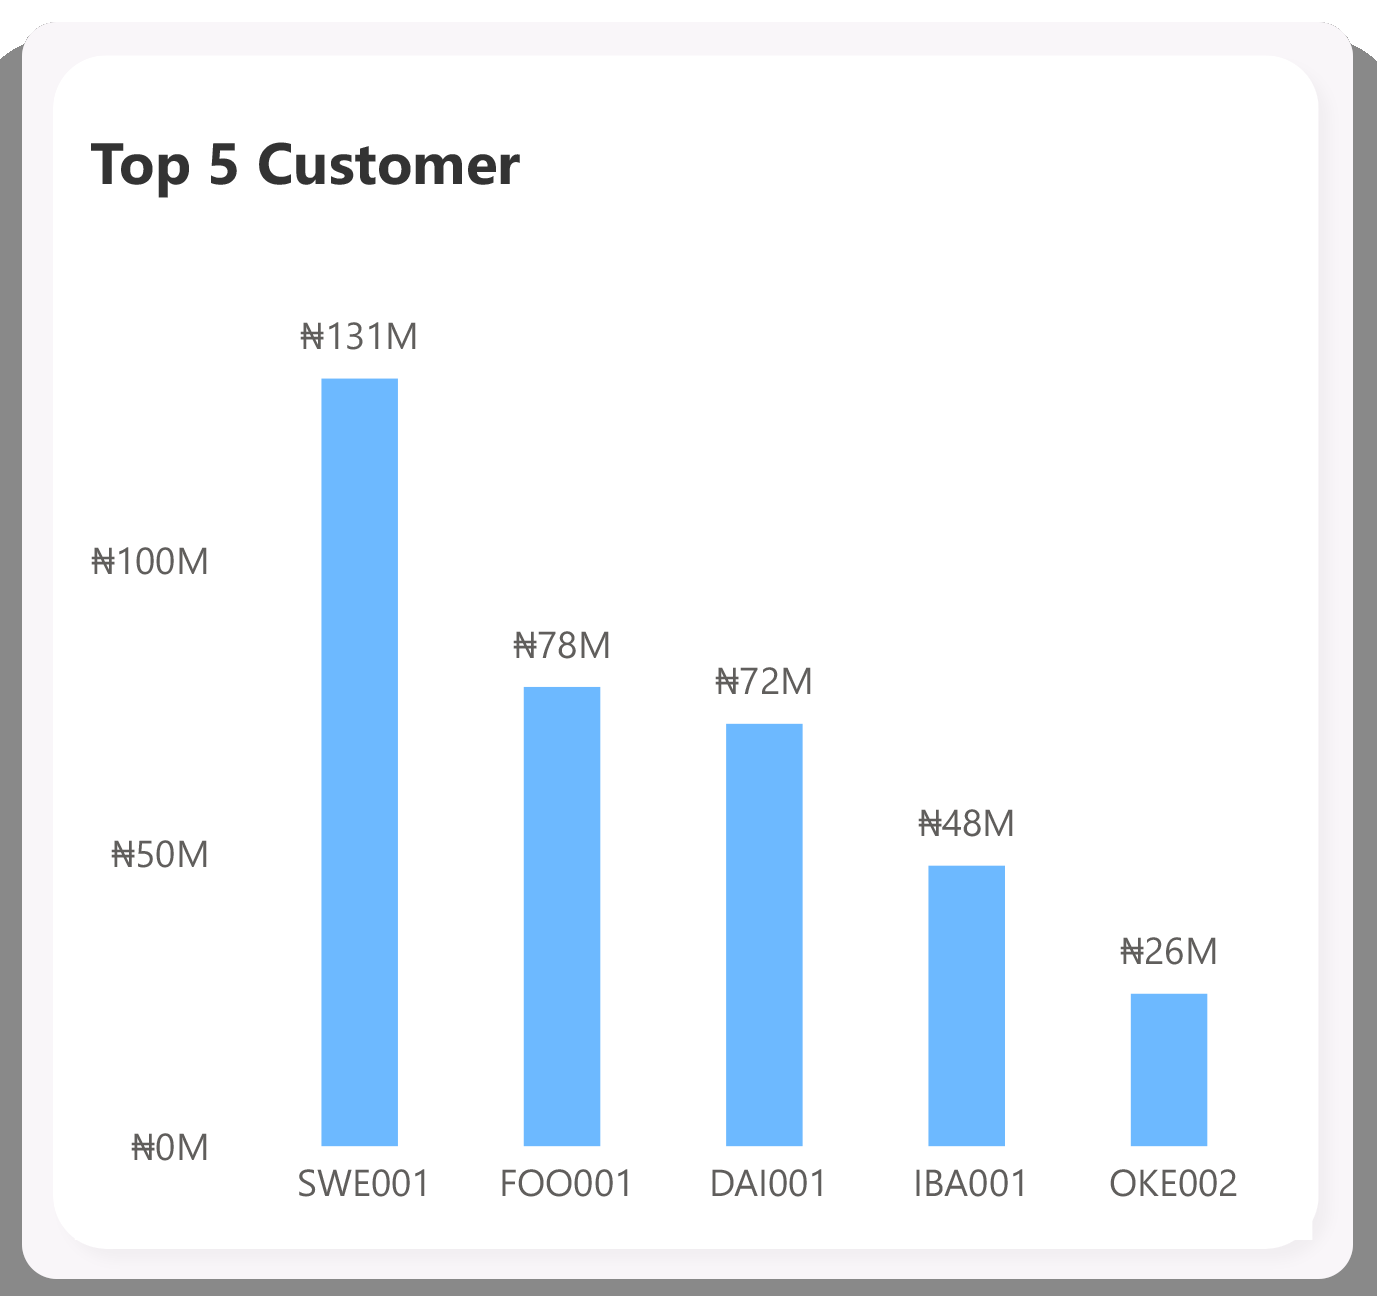 Top 5 Customer
₦131M
₦100M
₦78M
₦72M
₦50M
₦48M
₦26M
₦0M
SWE001 FOO001 DAI001 IBA001 OKE002